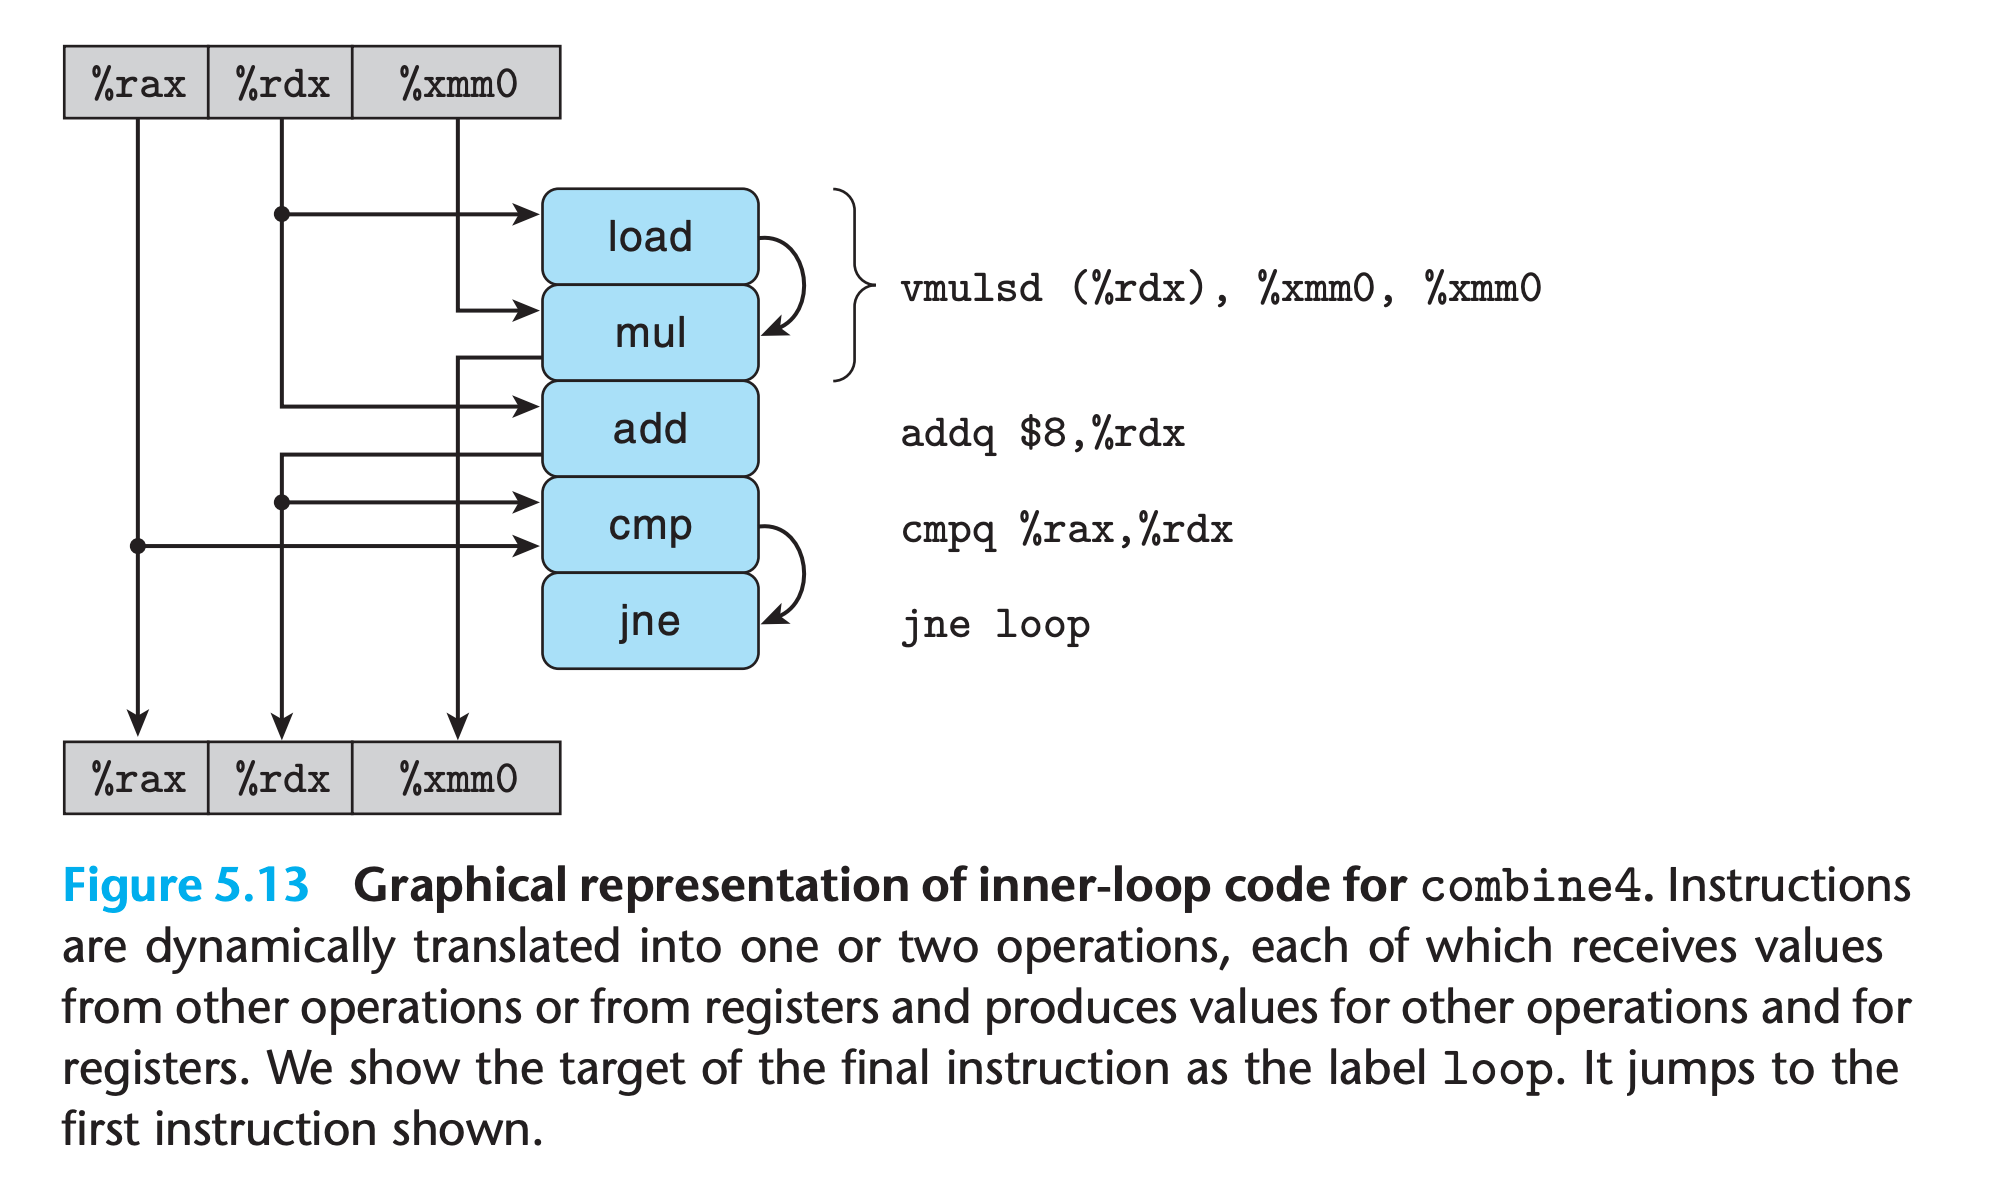 %rax %rdx %xmm0
load
vmulsd (%rdx), %xmm0, %xmm0
mul
add
addq $8,%rdx
cmp
cmpq %rax,%rdx
jne
jne loop
%rax %rdx %xmm0
Figure 5.13 Graphical representation of inner-loop code for combine4. Instructions
are dynamically translated into one or two operations, each of which receives values
from other operations or from registers and produces values for other operations and for
registers. We show the target of the final instruction as the label loop. It jumps to the
first instruction shown.